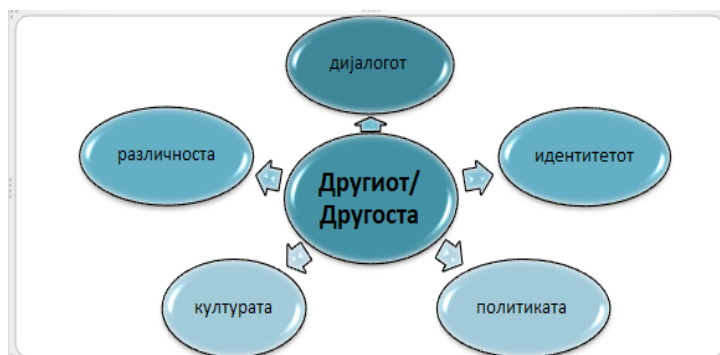 дијалогот
различноста
идентитетот
Другиот/
Другоста
културата
политиката